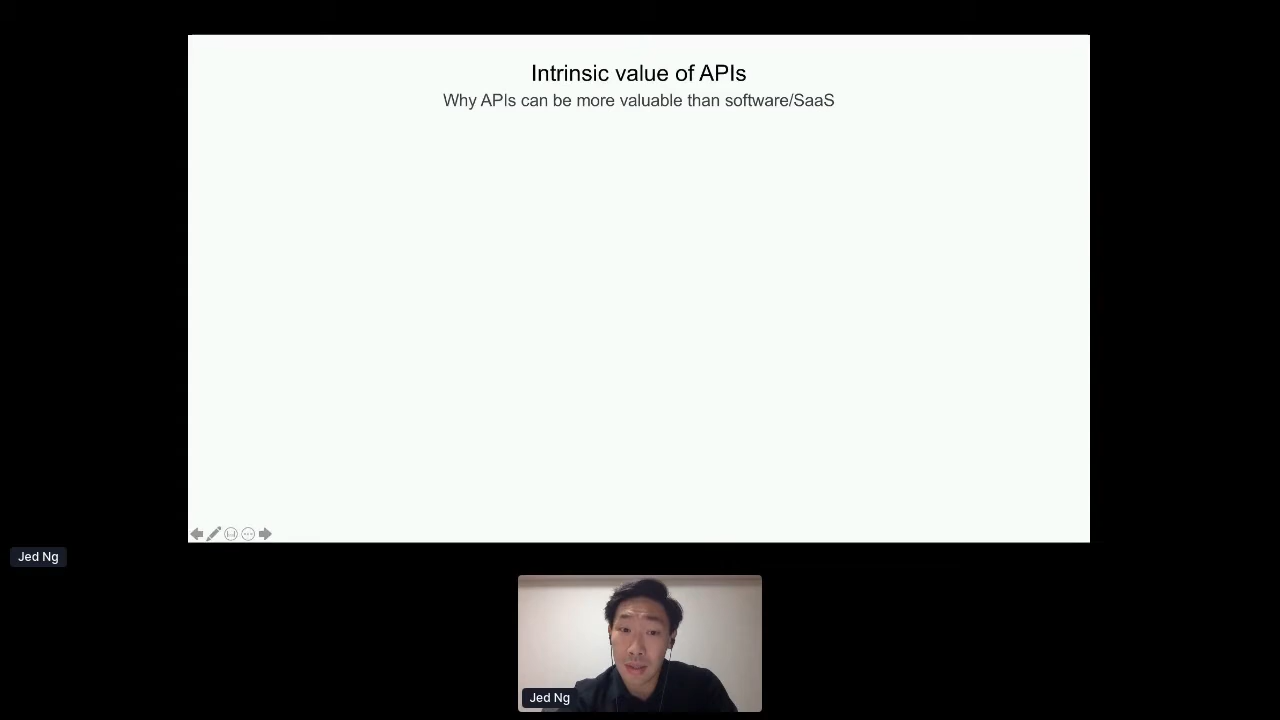 Intrinsic value of APIs
Why APIs can be more valuable than software/SaaS
Jed Ng
Jed Ng